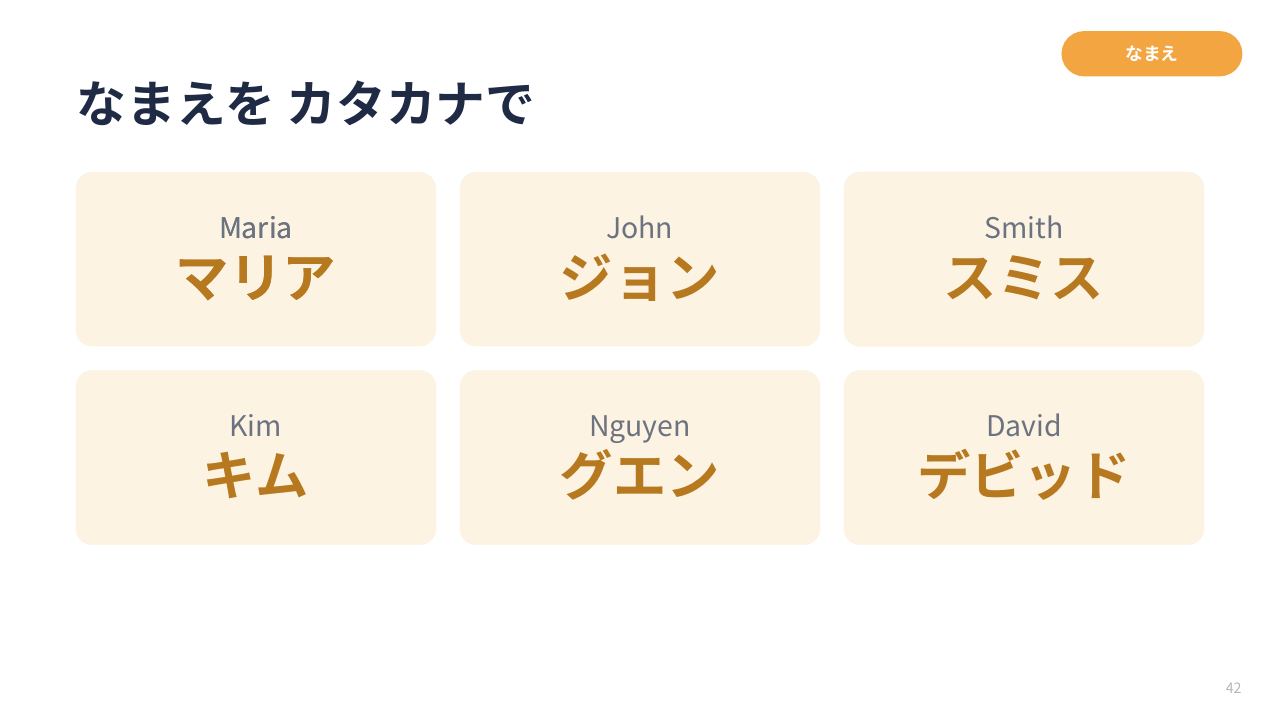 なまえ
なまえを カタカナで
Maria
マリア
John
ジョン
Smith
スミス
Kim
キム
Nguyen
グエン
David
デビッド
42